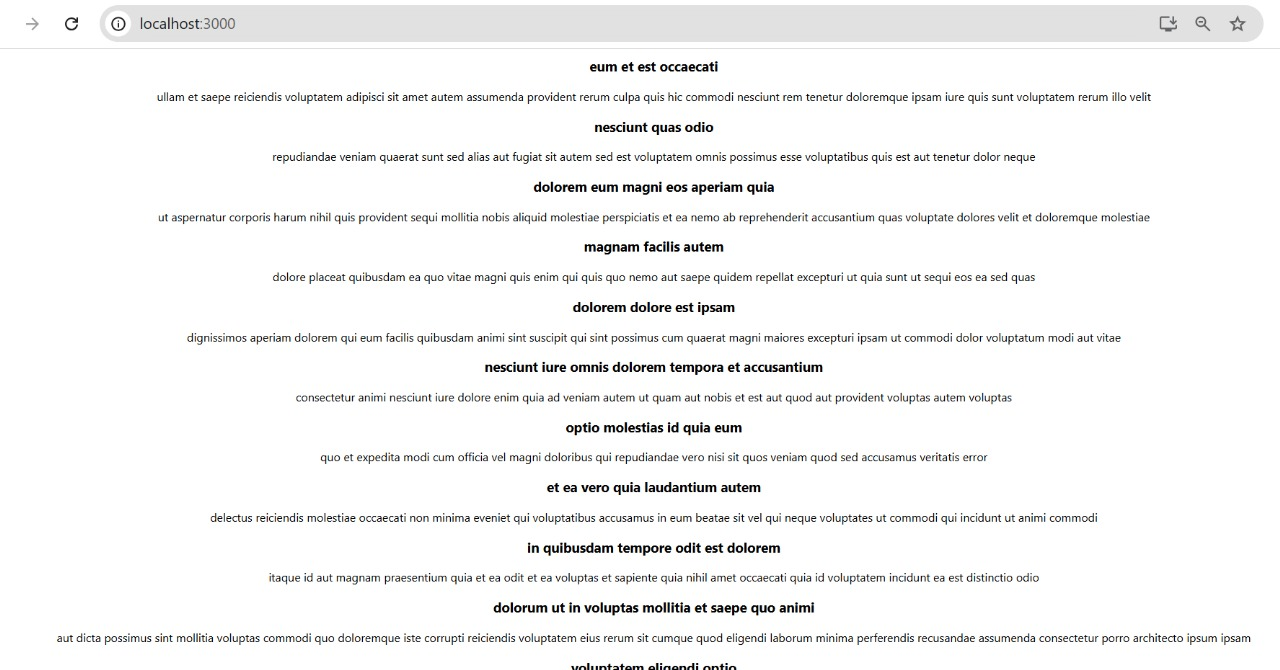 localhost:3000
eum et est occaecati
ullam et saepe reiciendis voluptatem adipisci sit amet autem assumenda provident rerum culpa quis hic commodi nesciunt rem tenetur doloremque ipsam iure quis sunt voluptatem rerum illo velit
nesciunt quas odio
repudiandae veniam quaerat sunt sed alias aut fugiat sit autem sed est voluptatem omnis possimus esse voluptatibus quis est aut tenetur dolor neque
dolorem eum magni eos aperiam quia
ut aspernatur corporis harum nihil quis provident sequi mollitia nobis aliquid molestiae perspiciatis et ea nemo ab reprehenderit accusantium quas voluptate dolores velit et doloremque molestiae
magnam facilis autem
dolore placeat quibusdam ea quo vitae magni quis enim qui quis quo nemo aut saepe quidem repellat excepturi ut quia sunt ut sequi eos ea sed quas
dolorem dolore est ipsam
dignissimos aperiam dolorem qui eum facilis quibusdam animi sint suscipit qui sint possimus cum quaerat magni maiores excepturi ipsam ut commodi dolor voluptatum modi aut vitae
nesciunt iure omnis dolorem tempora et accusantium
consectetur animi nesciunt iure dolore enim quia ad veniam autem ut quam aut nobis et est aut quod aut provident voluptas autem voluptas
optio molestias id quia eum
quo et expedita modi cum officia vel magni doloribus qui repudiandae vero nisi sit quos veniam quod sed accusamus veritatis error
et ea vero quia laudantium autem
delectus reiciendis molestiae occaecati non minima eveniet qui voluptatibus accusamus in eum beatae sit vel qui neque voluptates ut commodi qui incidunt ut animi commodi
in quibusdam tempore odit est dolorem
itaque id aut magnam praesentium quia et ea odit et ea voluptas et sapiente quia nihil amet occaecati quia id voluptatem incidunt ea est distinctio odio
dolorum ut in voluptas mollitia et saepe quo animi
aut dicta possimus sint mollitia voluptas commodi quo doloremque iste corrupti reiciendis voluptatem eius rerum sit cumque quod eligendi laborum minima perferendis recusandae assumenda consectetur porro architecto ipsum ipsam
voluptatem eligendi optio